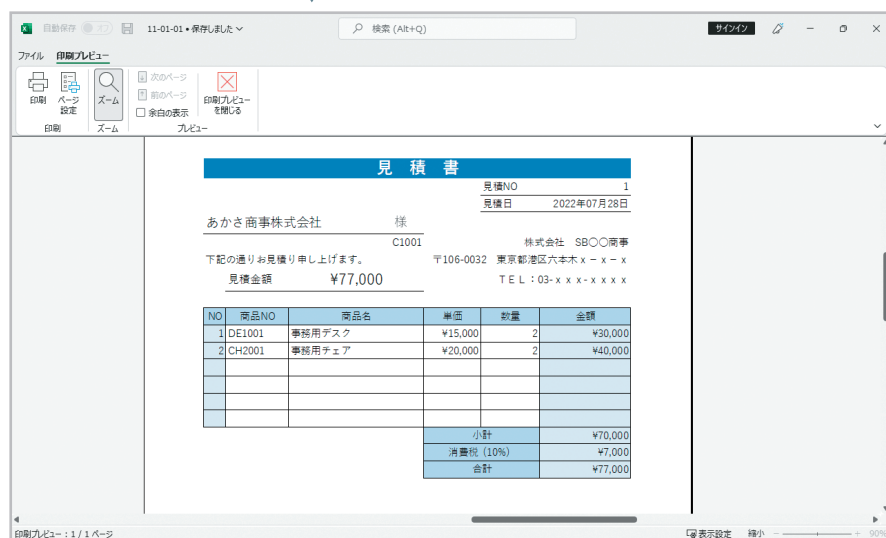 自動保存 オフ 11-01-01 • 保存しました 検索 (Alt+Q) サインイン
ファイル 印刷プレビュー
印刷 ページ設定 ズーム 次のページ
前のページ
余白の表示 印刷プレビューを閉じる
印刷 ズーム プレビュー
見 積 書
見積NO 1
見積日 2022年07月28日
あかさ商事株式会社 様
C1001 株式会社 SB〇〇商事
下記の通りお見積り申し上げます。 〒106-0032 東京都港区六本木ｘ－ｘ－ｘ
見積金額 ¥77,000 ＴＥＬ：03-ｘｘｘ-ｘｘｘｘ
NO 商品NO 商品名 単価 数量 金額
1 DE1001 事務用デスク ¥15,000 2 ¥30,000
2 CH2001 事務用チェア ¥20,000 2 ¥40,000
小計 ¥70,000
消費税（10%） ¥7,000
合計 ¥77,000
印刷プレビュー : 1 / 1 ページ 表示設定 縮小 － + 90%